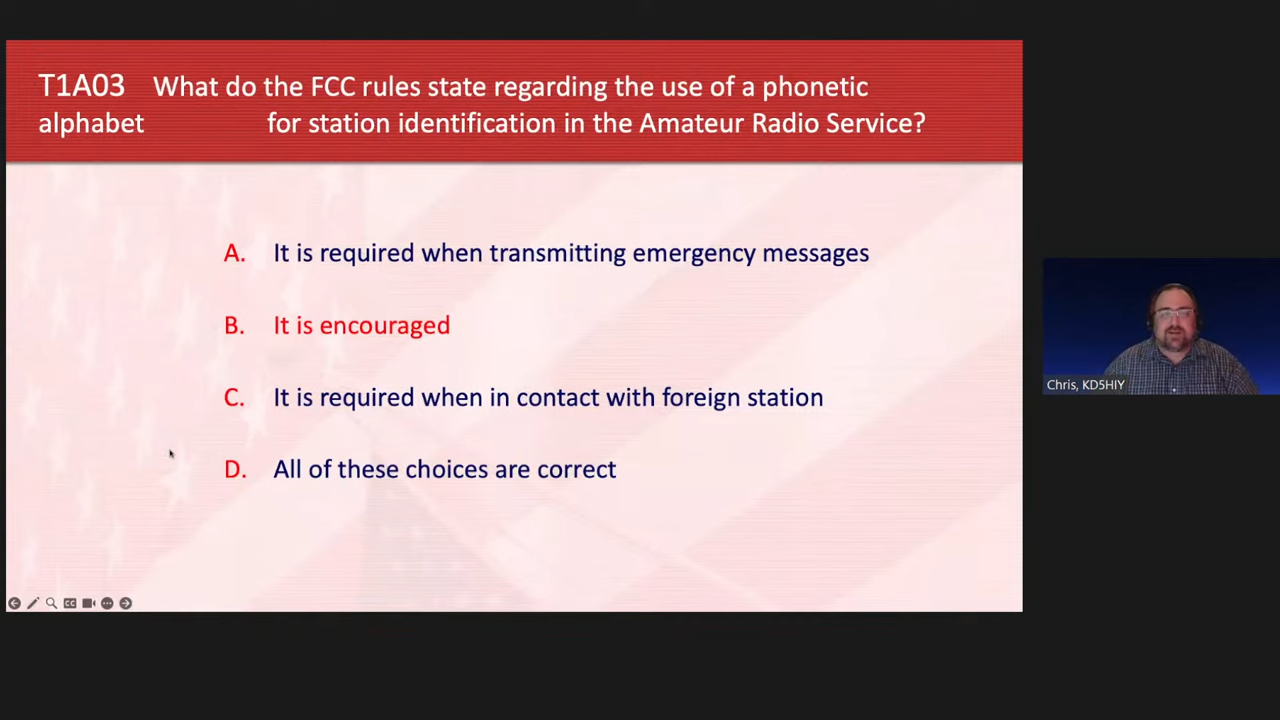 T1A03 What do the FCC rules state regarding the use of a phonetic
alphabet for station identification in the Amateur Radio Service?
A. It is required when transmitting emergency messages
B. It is encouraged
C. It is required when in contact with foreign station
D. All of these choices are correct
Chris, KD5HIY
CC